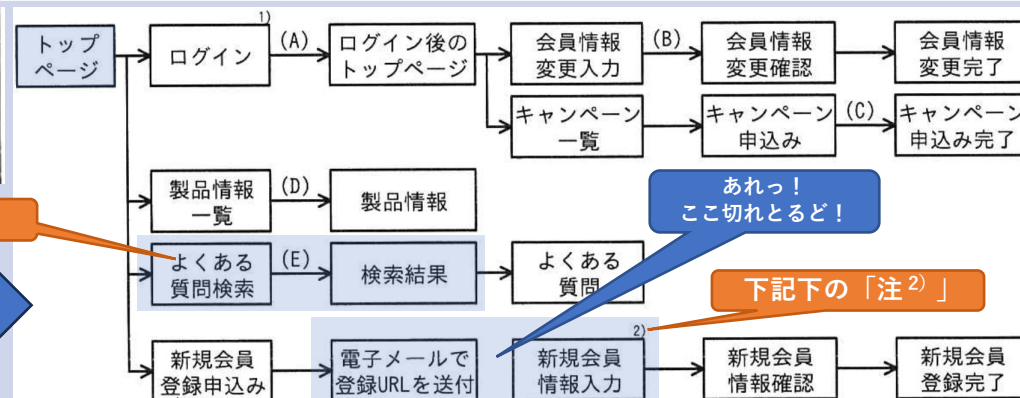 1)
トップ
ページ
ログイン
(A)
ログイン後の
トップページ
会員情報
変更入力
(B)
会員情報
変更確認
会員情報
変更完了
キャンペーン
一覧
キャンペーン
申込み
(C)
キャンペーン
申込み完了
製品情報
一覧
(D)
製品情報
あれっ！
ここ切れとるど！
よくある
質問検索
(E)
検索結果
よくある
質問
下記下の「注2)」
2)
新規会員
登録申込み
電子メールで
登録URLを送付
新規会員
情報入力
新規会員
情報確認
新規会員
登録完了